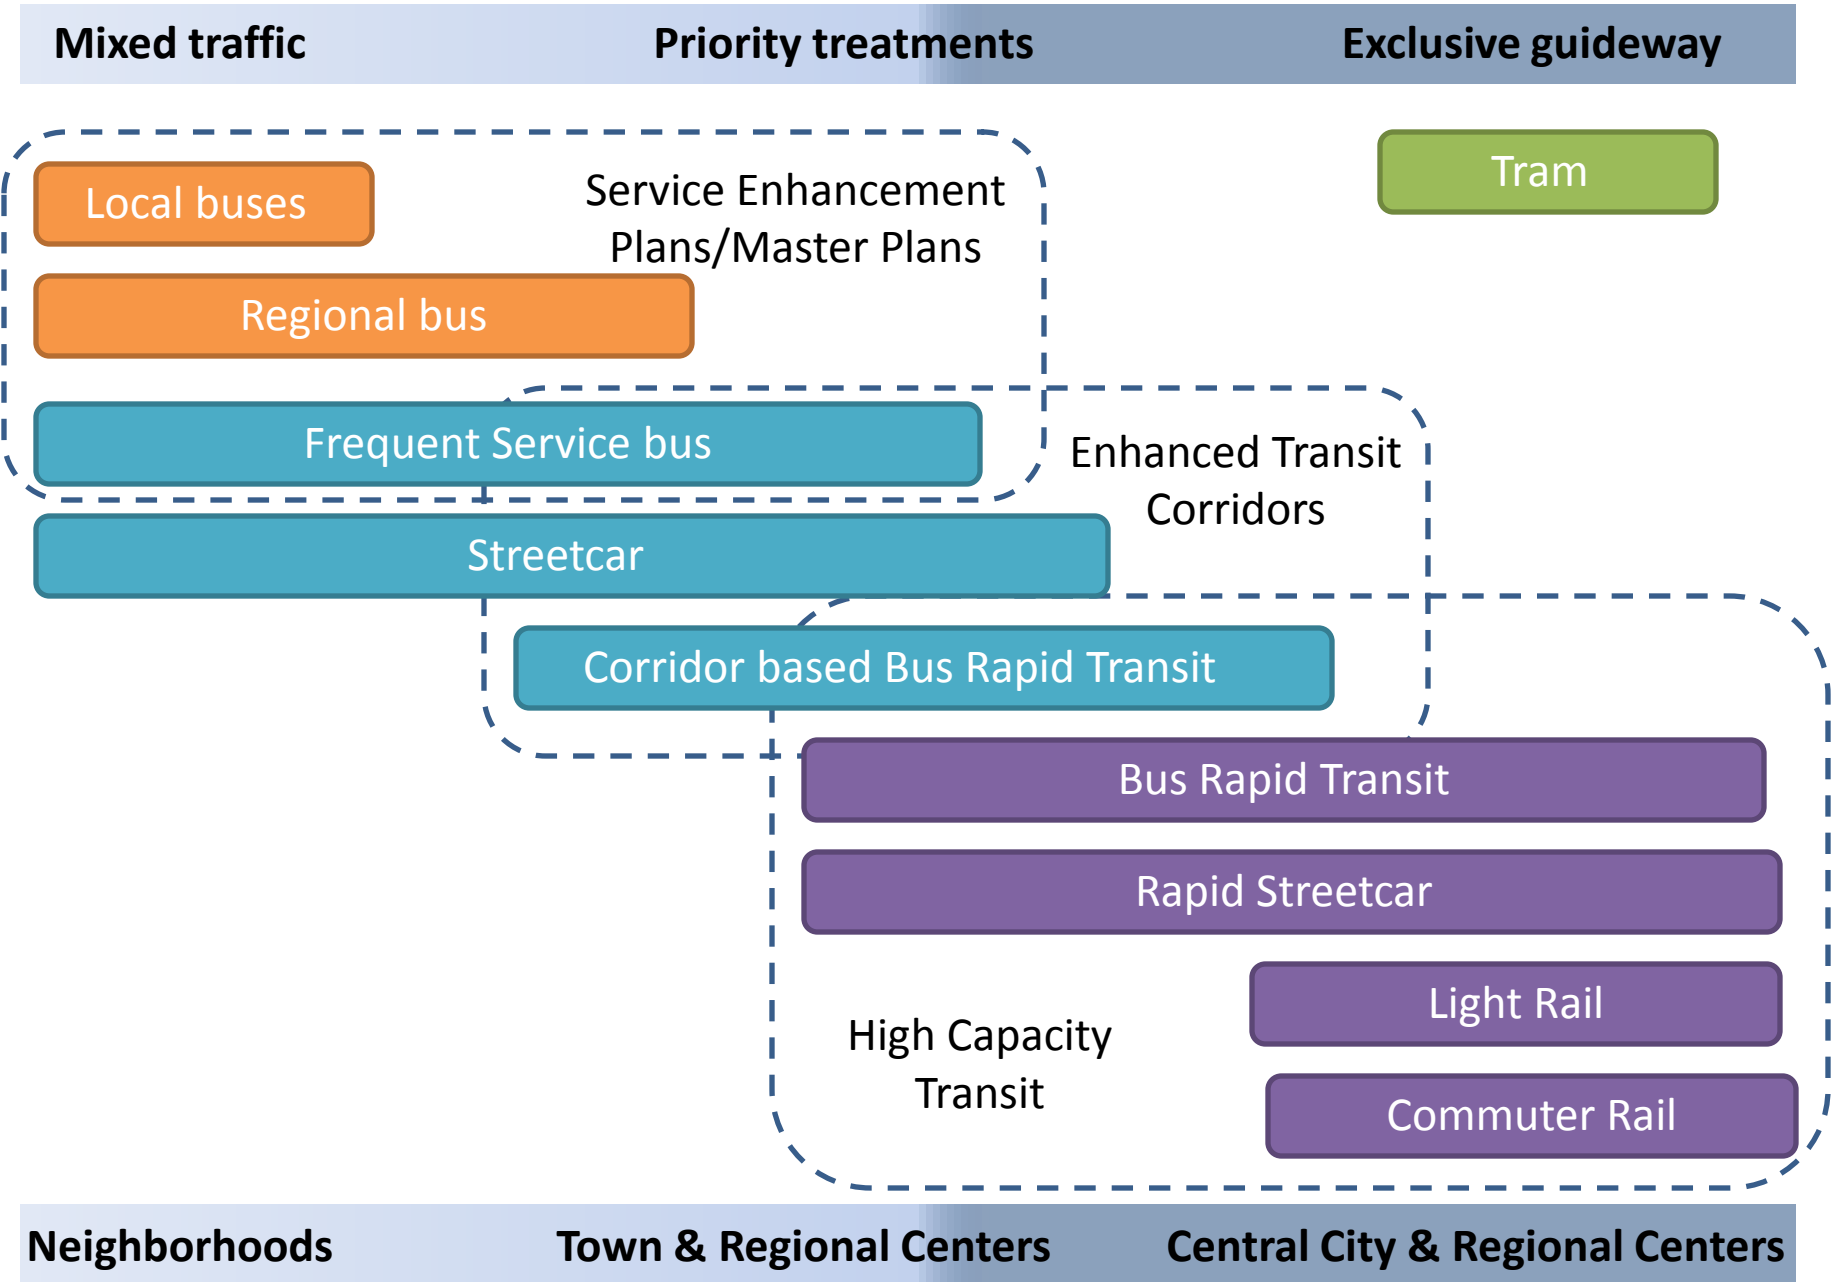 Mixed traffic
Priority treatments
Exclusive guideway
Tram
Local buses
Service Enhancement
Plans/Master Plans
Regional bus
Frequent Service bus
Enhanced Transit
Corridors
Streetcar
Corridor based Bus Rapid Transit
Bus Rapid Transit
Rapid Streetcar
Light Rail
High Capacity
Transit
Commuter Rail
Neighborhoods
Town & Regional Centers
Central City & Regional Centers